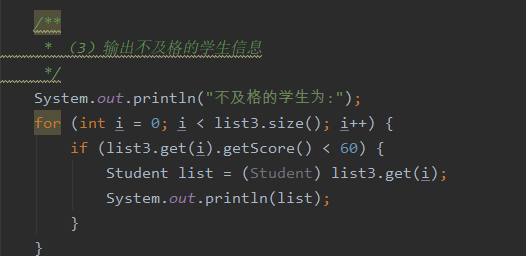 /**
 * （3）输出不及格的学生信息
 */
System.out.println("不及格的学生为:");
for (int i = 0; i < list3.size(); i++) {
    if (list3.get(i).getScore() < 60) {
        Student list = (Student) list3.get(i);
        System.out.println(list);
    }
}